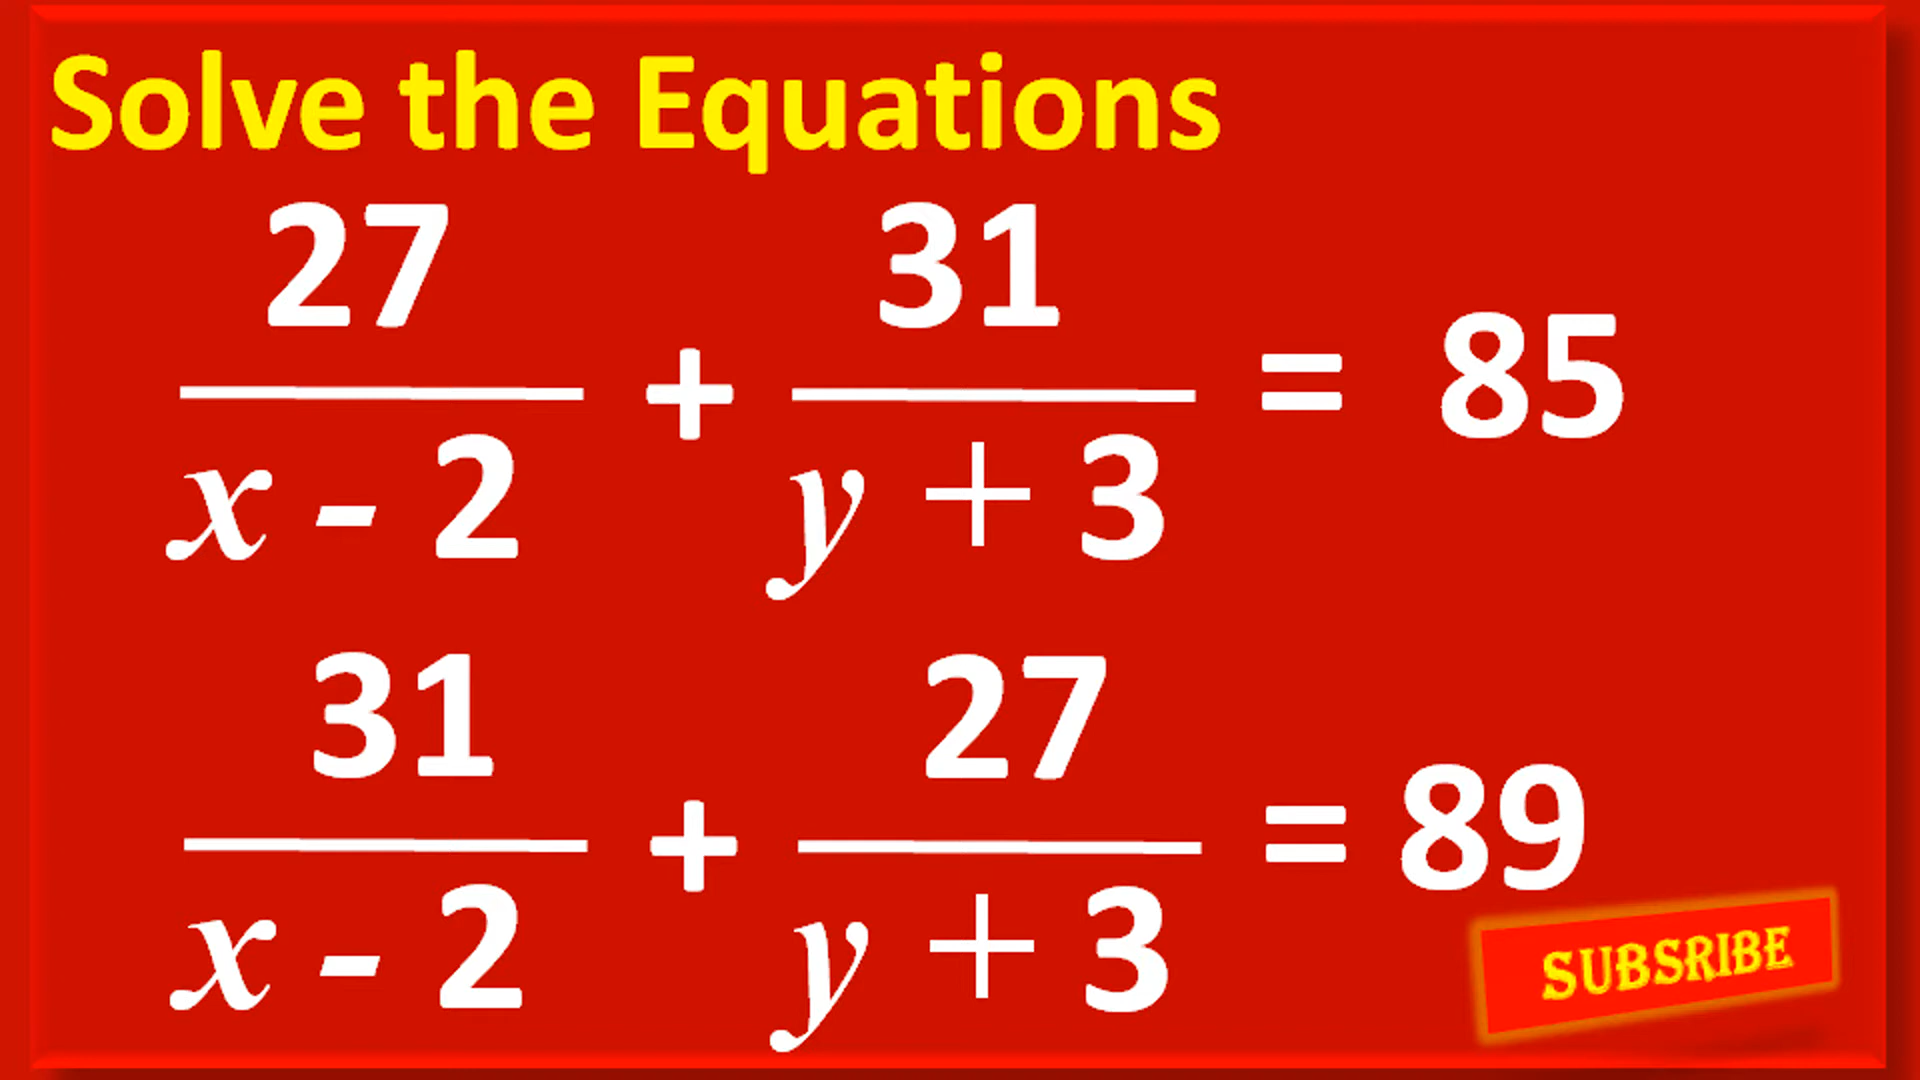 Solve the Equations
27 31
+ = 85
x - 2 y + 3
31 27
+ = 89
x - 2 y + 3
SUBSRIBE